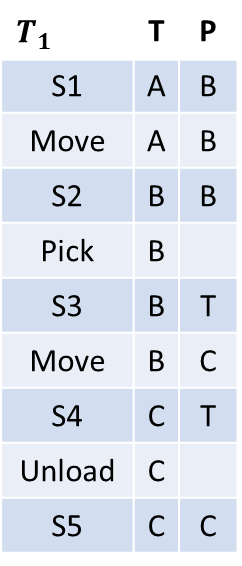 T1 T P
S1 A B
Move A B
S2 B B
Pick B
S3 B T
Move B C
S4 C T
Unload C
S5 C C